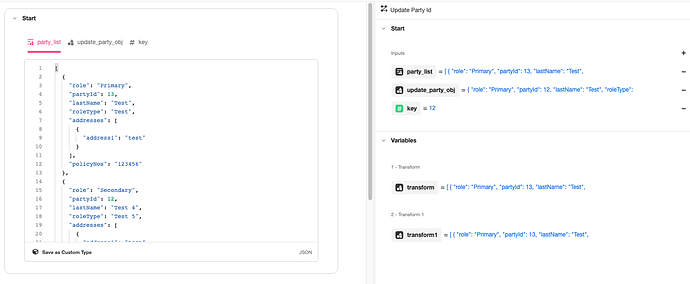 Start
party_list
update_party_obj
key
1 [
2 {
3 "role": "Primary",
4 "partyId": 13,
5 "lastName": "Test",
6 "roleType": "Test",
7 "addresses": [
8 {
9 "address1": "test"
10 }
11 ],
12 "policyNos": "123456"
13 },
14 {
15 "role": "Secondary",
16 "partyId": 12,
17 "lastName": "Test 4",
18 "roleType": "Test 5",
19 "addresses": [
20 {
Save as Custom Type
JSON
Update Party Id
Start
Inputs
+
party_list = [ { "role": "Primary", "partyId": 13, "lastName": "Test", –
update_party_obj = { "role": "Primary", "partyId": 12, "lastName": "Test", "roleType": –
key = 12 –
Variables
1 - Transform
transform = [ { "role": "Primary", "partyId": 13, "lastName": "Test",
2 - Transform 1
transform1 = [ { "role": "Primary", "partyId": 13, "lastName": "Test",